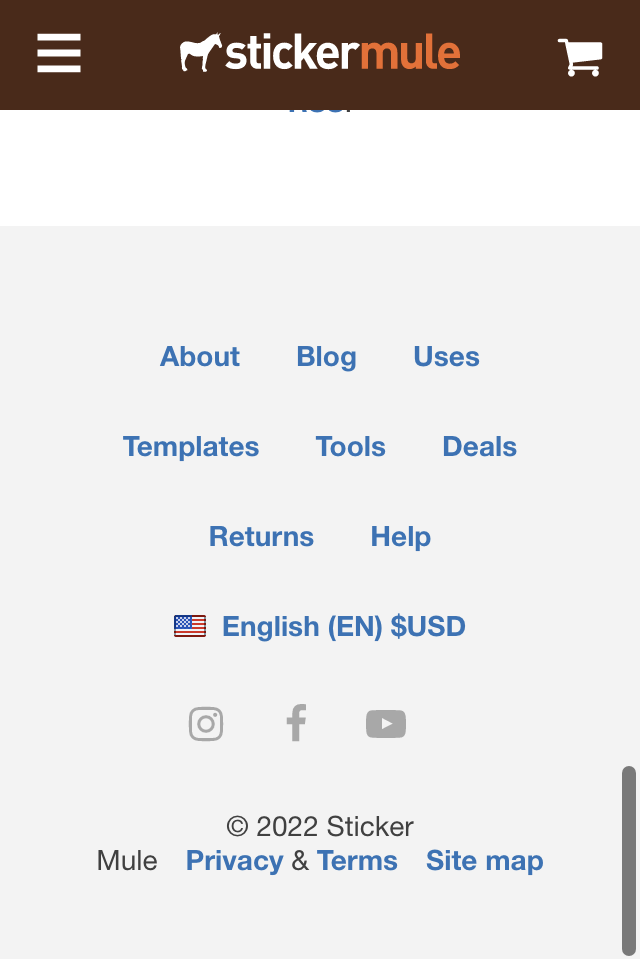 stickermule
About Blog Uses
Templates Tools Deals
Returns Help
English (EN) $USD
© 2022 Sticker
Mule Privacy & Terms Site map